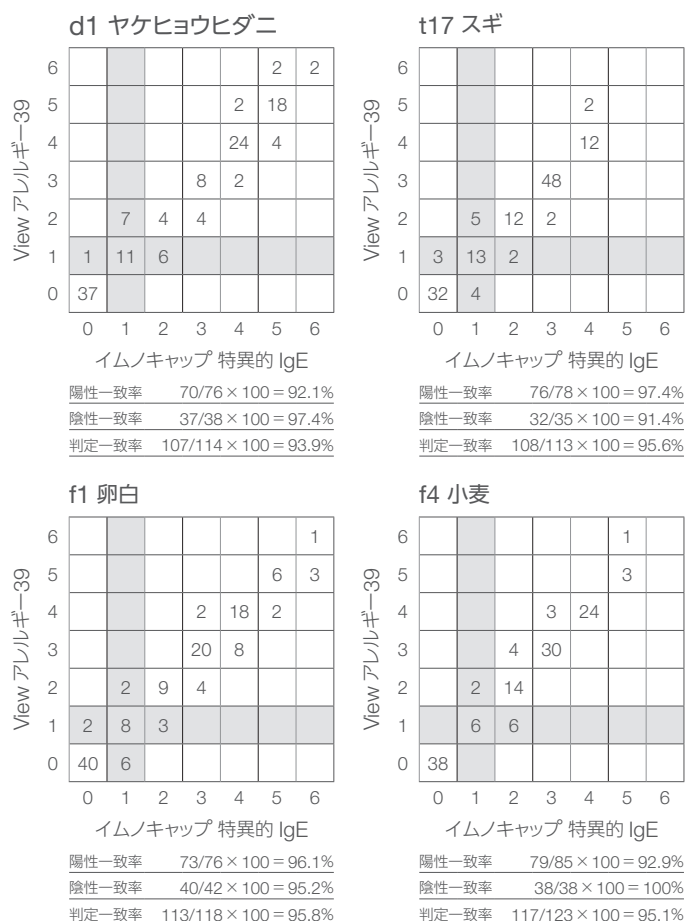 d1 ヤケヒョウヒダニ
View アレルギー39
6 2 2
5 2 18
4 24 4
3 8 2
2 7 4 4
1 1 11 6
0 37
0 1 2 3 4 5 6
イムノキャップ 特異的 IgE
陽性一致率 70/76 × 100 = 92.1%
陰性一致率 37/38 × 100 = 97.4%
判定一致率 107/114 × 100 = 93.9%
t17 スギ
View アレルギー39
6
5 2
4 12
3 48
2 5 12 2
1 3 13 2
0 32 4
0 1 2 3 4 5 6
イムノキャップ 特異的 IgE
陽性一致率 76/78 × 100 = 97.4%
陰性一致率 32/35 × 100 = 91.4%
判定一致率 108/113 × 100 = 95.6%
f1 卵白
View アレルギー39
6 1
5 6 3
4 2 18 2
3 20 8
2 2 9 4
1 2 8 3
0 40 6
0 1 2 3 4 5 6
イムノキャップ 特異的 IgE
陽性一致率 73/76 × 100 = 96.1%
陰性一致率 40/42 × 100 = 95.2%
判定一致率 113/118 × 100 = 95.8%
f4 小麦
View アレルギー39
6 1
5 3
4 3 24
3 4 30
2 2 14
1 6 6
0 38
0 1 2 3 4 5 6
イムノキャップ 特異的 IgE
陽性一致率 79/85 × 100 = 92.9%
陰性一致率 38/38 × 100 = 100%
判定一致率 117/123 × 100 = 95.1%